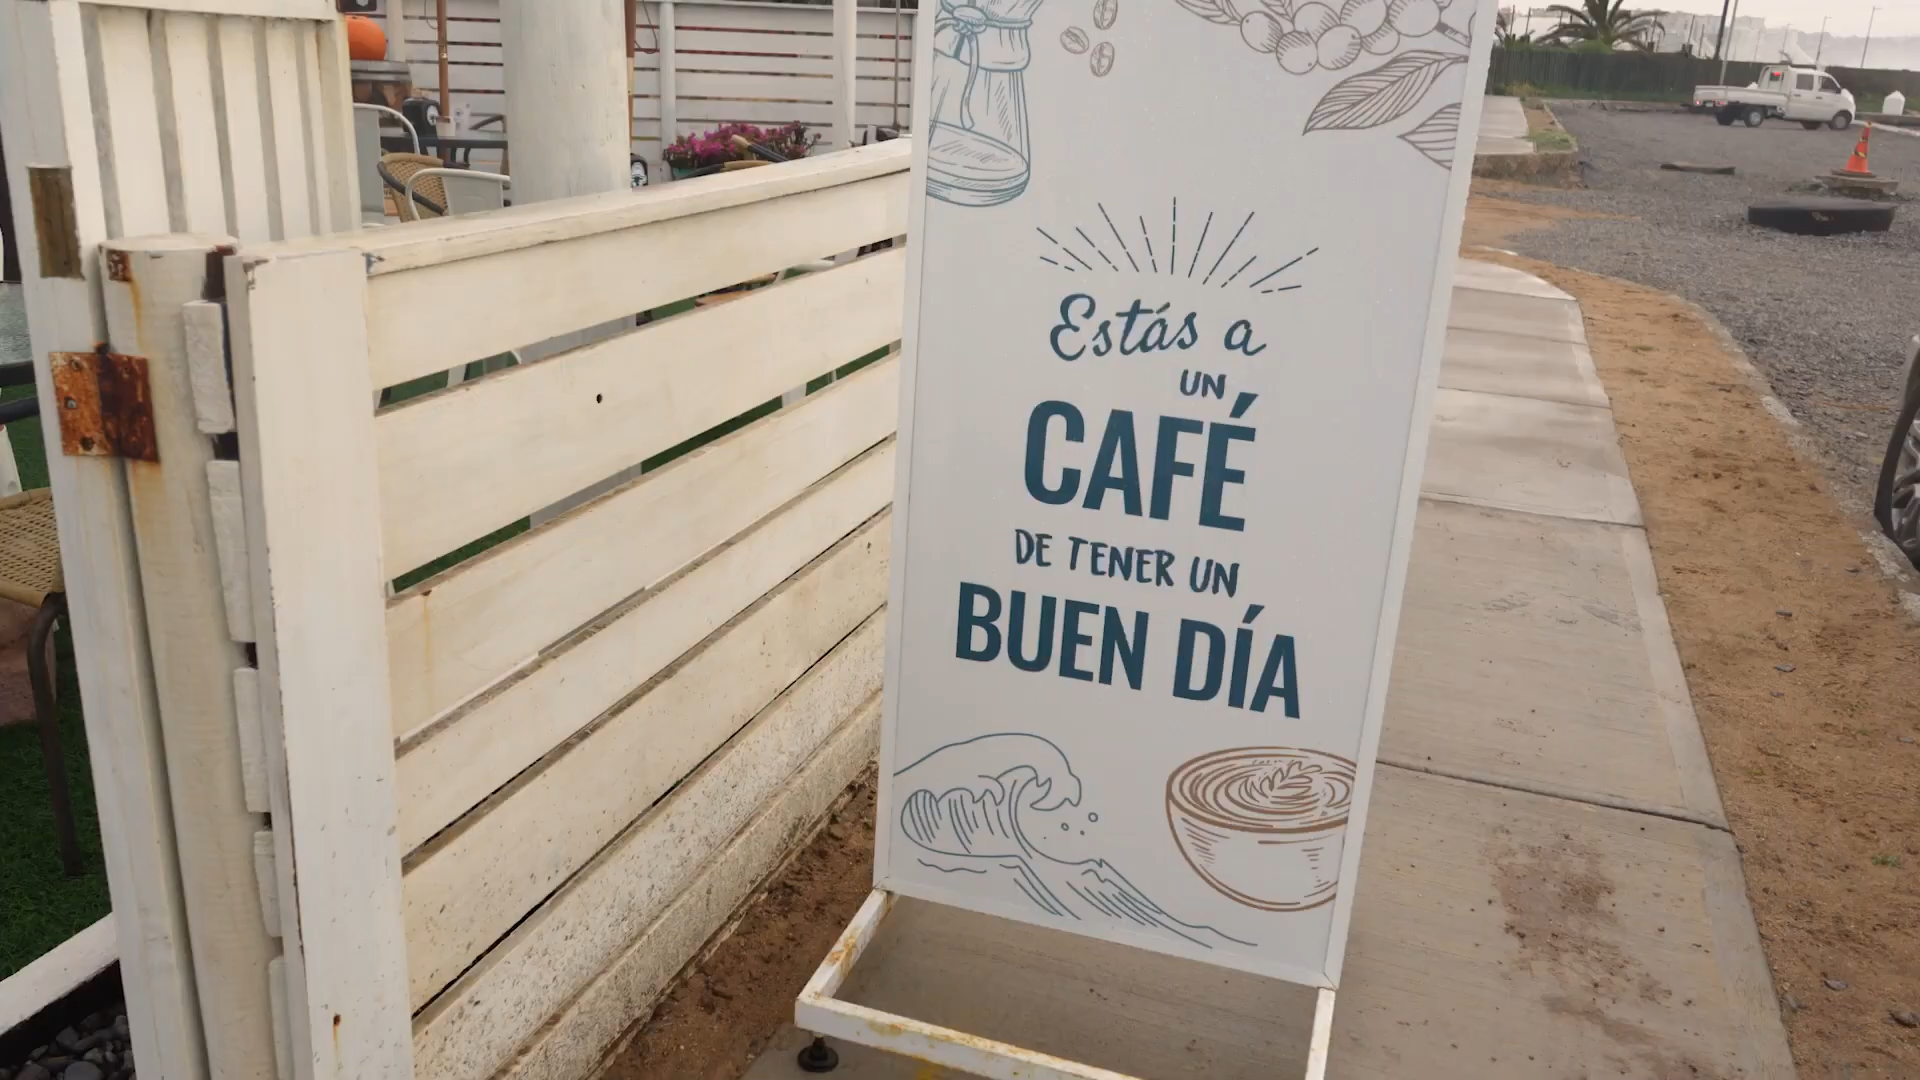 Estás a
UN
CAFÉ
DE TENER UN
BUEN DÍA